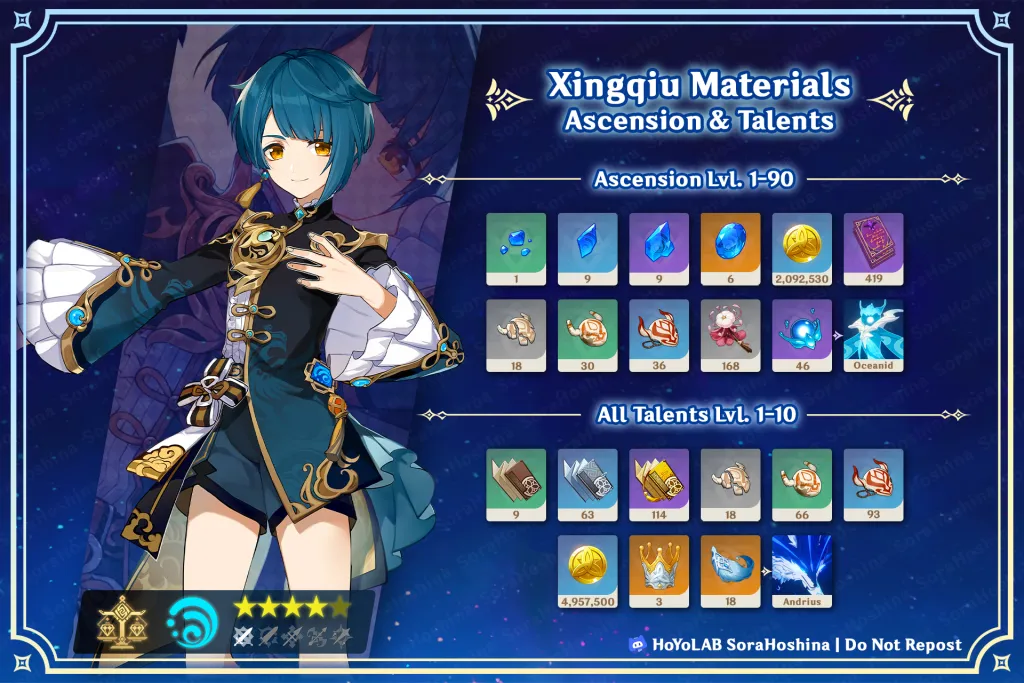 Xingqiu Materials
Ascension & Talents
Ascension Lvl. 1-90
1 9 9 6 2,092,530 419
18 30 36 168 46 Oceanid
All Talents Lvl. 1-10
9 63 114 18 66 93
4,957,500 3 18 Andrius
HoYoLAB SoraHoshina | Do Not Repost